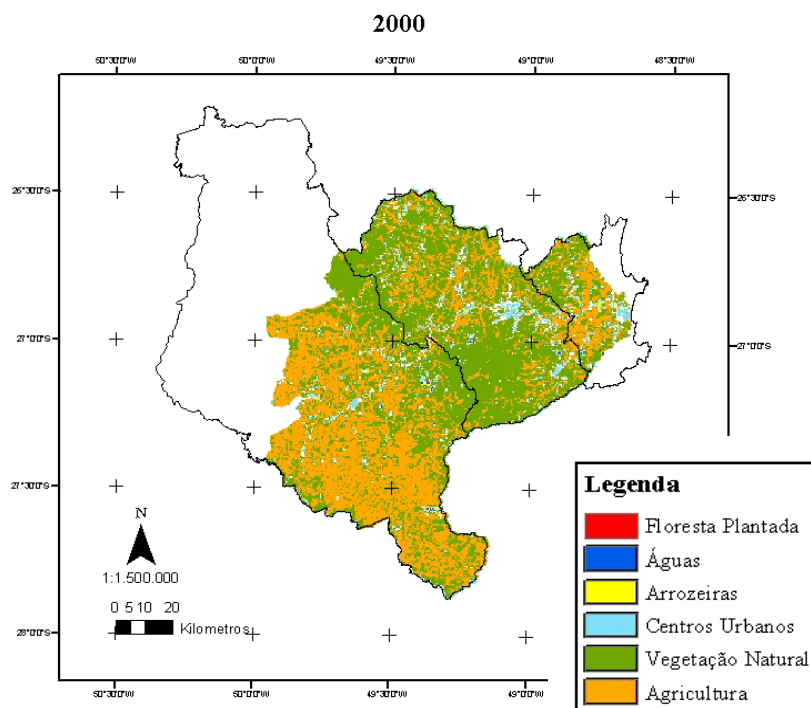 2000
50°30'0"W 50°0'0"W 49°30'0"W 49°0'0"W 48°30'0"W
26°30'0"S 26°30'0"S
27°0'0"S 27°0'0"S
27°30'0"S
28°0'0"S
N
1:1.500.000
0 5 10 20
Kilometros
50°30'0"W 50°0'0"W 49°30'0"W 49°0'0"W
Legenda
Floresta Plantada
Águas
Arrozeiras
Centros Urbanos
Vegetação Natural
Agricultura